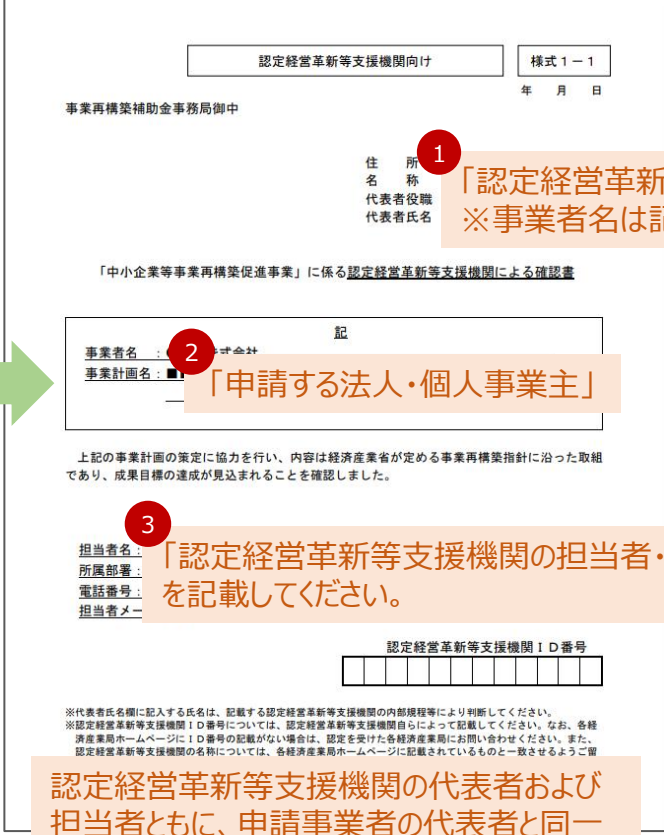 認定経営革新等支援機関向け
様式1－1
年 月 日
事業再構築補助金事務局御中
1
住 所
名 称
代表者役職
代表者氏名
「認定経営革新
※事業者名は
「中小企業等事業再構築促進事業」に係る認定経営革新等支援機関による確認書
記
事業者名 ：
式会社
2
事業計画名：■
「申請する法人・個人事業主」
上記の事業計画の策定に協力を行い、内容は経済産業省が定める事業再構築指針に沿った取組
であり、成果目標の達成が見込まれることを確認しました。
3
担当者名：
所属部署：
電話番号：
担当者メー
「認定経営革新等支援機関の担当者・
を記載してください。
認定経営革新等支援機関ＩＤ番号
※代表者氏名欄に記入する氏名は、記載する認定経営革新等支援機関の内部規程等により判断してください。
※認定経営革新等支援機関ＩＤ番号については、認定経営革新等支援機関自らによって記載してください。なお、各経
済産業局ホームページにＩＤ番号の記載がない場合は、認定を受けた各経済産業局にお問い合わせください。また、
認定経営革新等支援機関の名称については、各経済産業局ホームページに記載されているものと一致させるようご留
認定経営革新等支援機関の代表者および
担当者ともに、申請事業者の代表者と同一